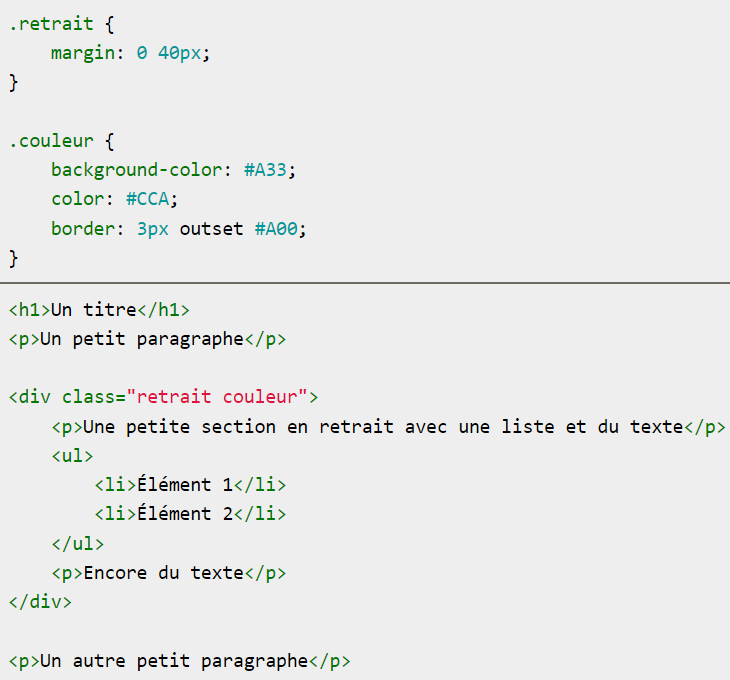 .retrait {
    margin: 0 40px;
}

.couleur {
    background-color: #A33;
    color: #CCA;
    border: 3px outset #A00;
}
<h1>Un titre</h1>
<p>Un petit paragraphe</p>

<div class="retrait couleur">
    <p>Une petite section en retrait avec une liste et du texte</p>
    <ul>
        <li>Élément 1</li>
        <li>Élément 2</li>
    </ul>
    <p>Encore du texte</p>
</div>

<p>Un autre petit paragraphe</p>